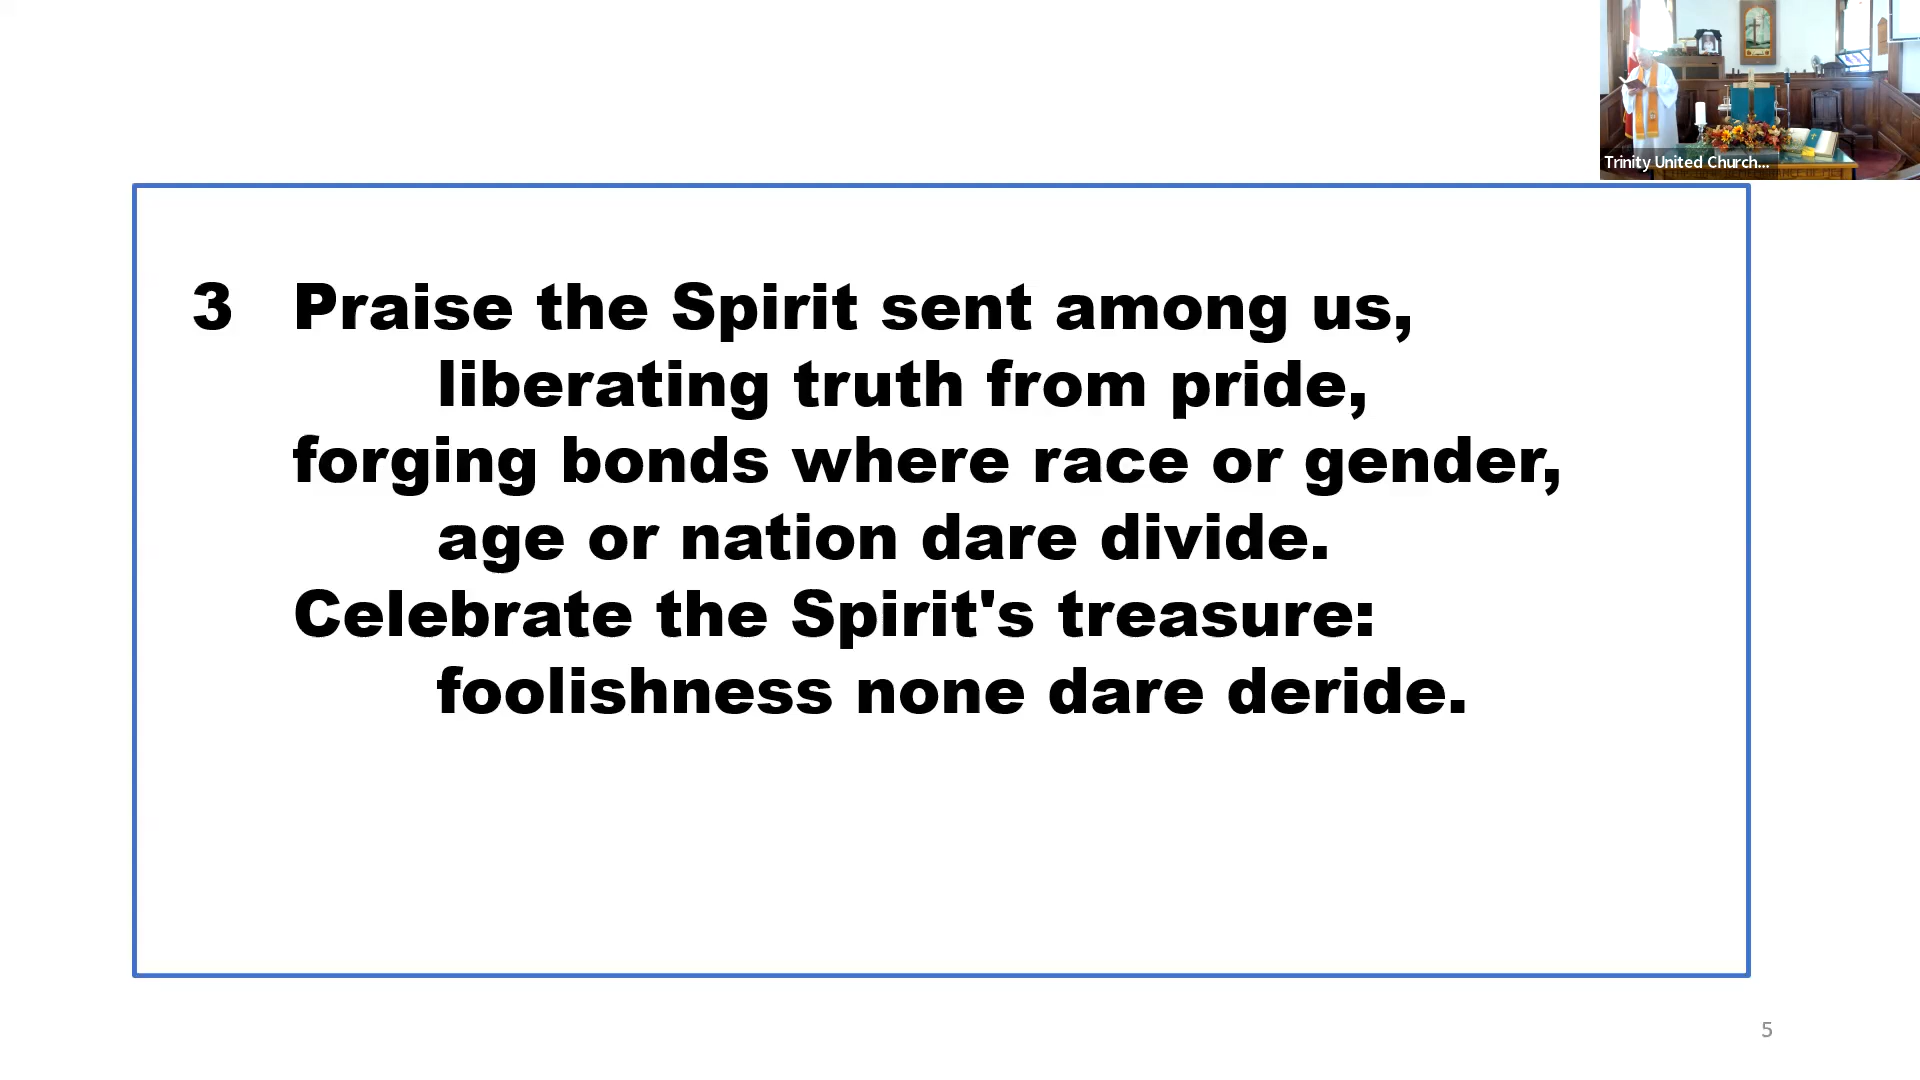 Trinity United Church...
3 Praise the Spirit sent among us,
liberating truth from pride,
forging bonds where race or gender,
age or nation dare divide.
Celebrate the Spirit's treasure:
foolishness none dare deride.
5